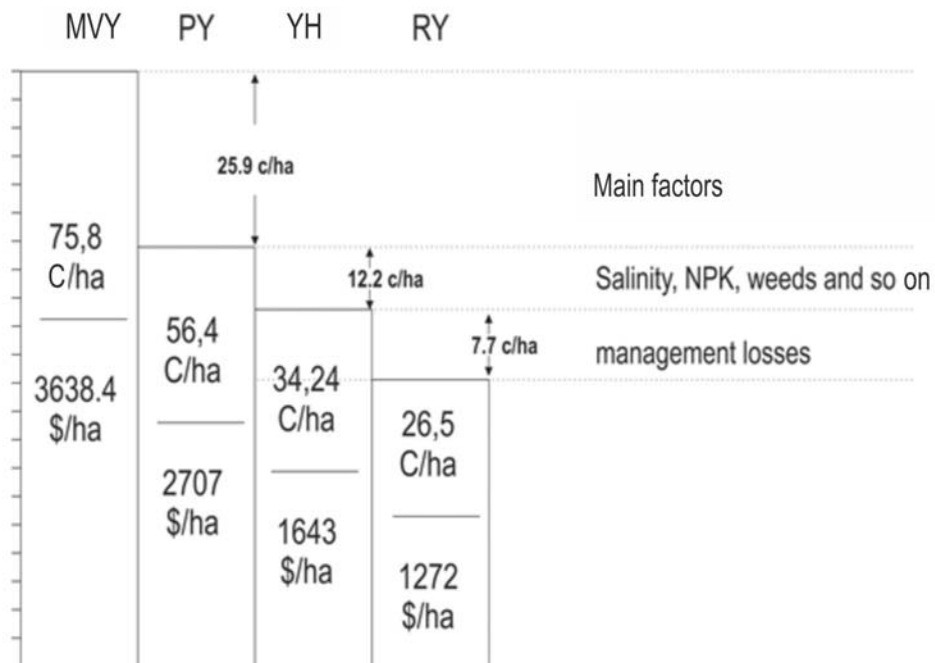 MVY PY YH RY
25.9 c/ha
Main factors
75,8
C/ha
12.2 c/ha
Salinity, NPK, weeds and so on
56,4
C/ha
7.7 c/ha
management losses
3638.4
$/ha
34,24
C/ha
26,5
C/ha
2707
$/ha
1643
$/ha
1272
$/ha